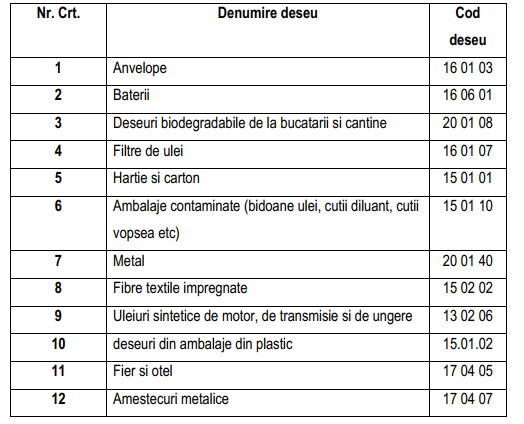 Nr. Crt. Denumire deseu Cod
deseu
1 Anvelope 16 01 03
2 Baterii 16 06 01
3 Deseuri biodegradabile de la bucatarii si cantine 20 01 08
4 Filtre de ulei 16 01 07
5 Hartie si carton 15 01 01
6 Ambalaje contaminate (bidoane ulei, cutii diluant, cutii 15 01 10
vopsea etc)
7 Metal 20 01 40
8 Fibre textile impregnate 15 02 02
9 Uleiuri sintetice de motor, de transmisie si de ungere 13 02 06
10 deseuri din ambalaje din plastic 15.01.02
11 Fier si otel 17 04 05
12 Amestecuri metalice 17 04 07